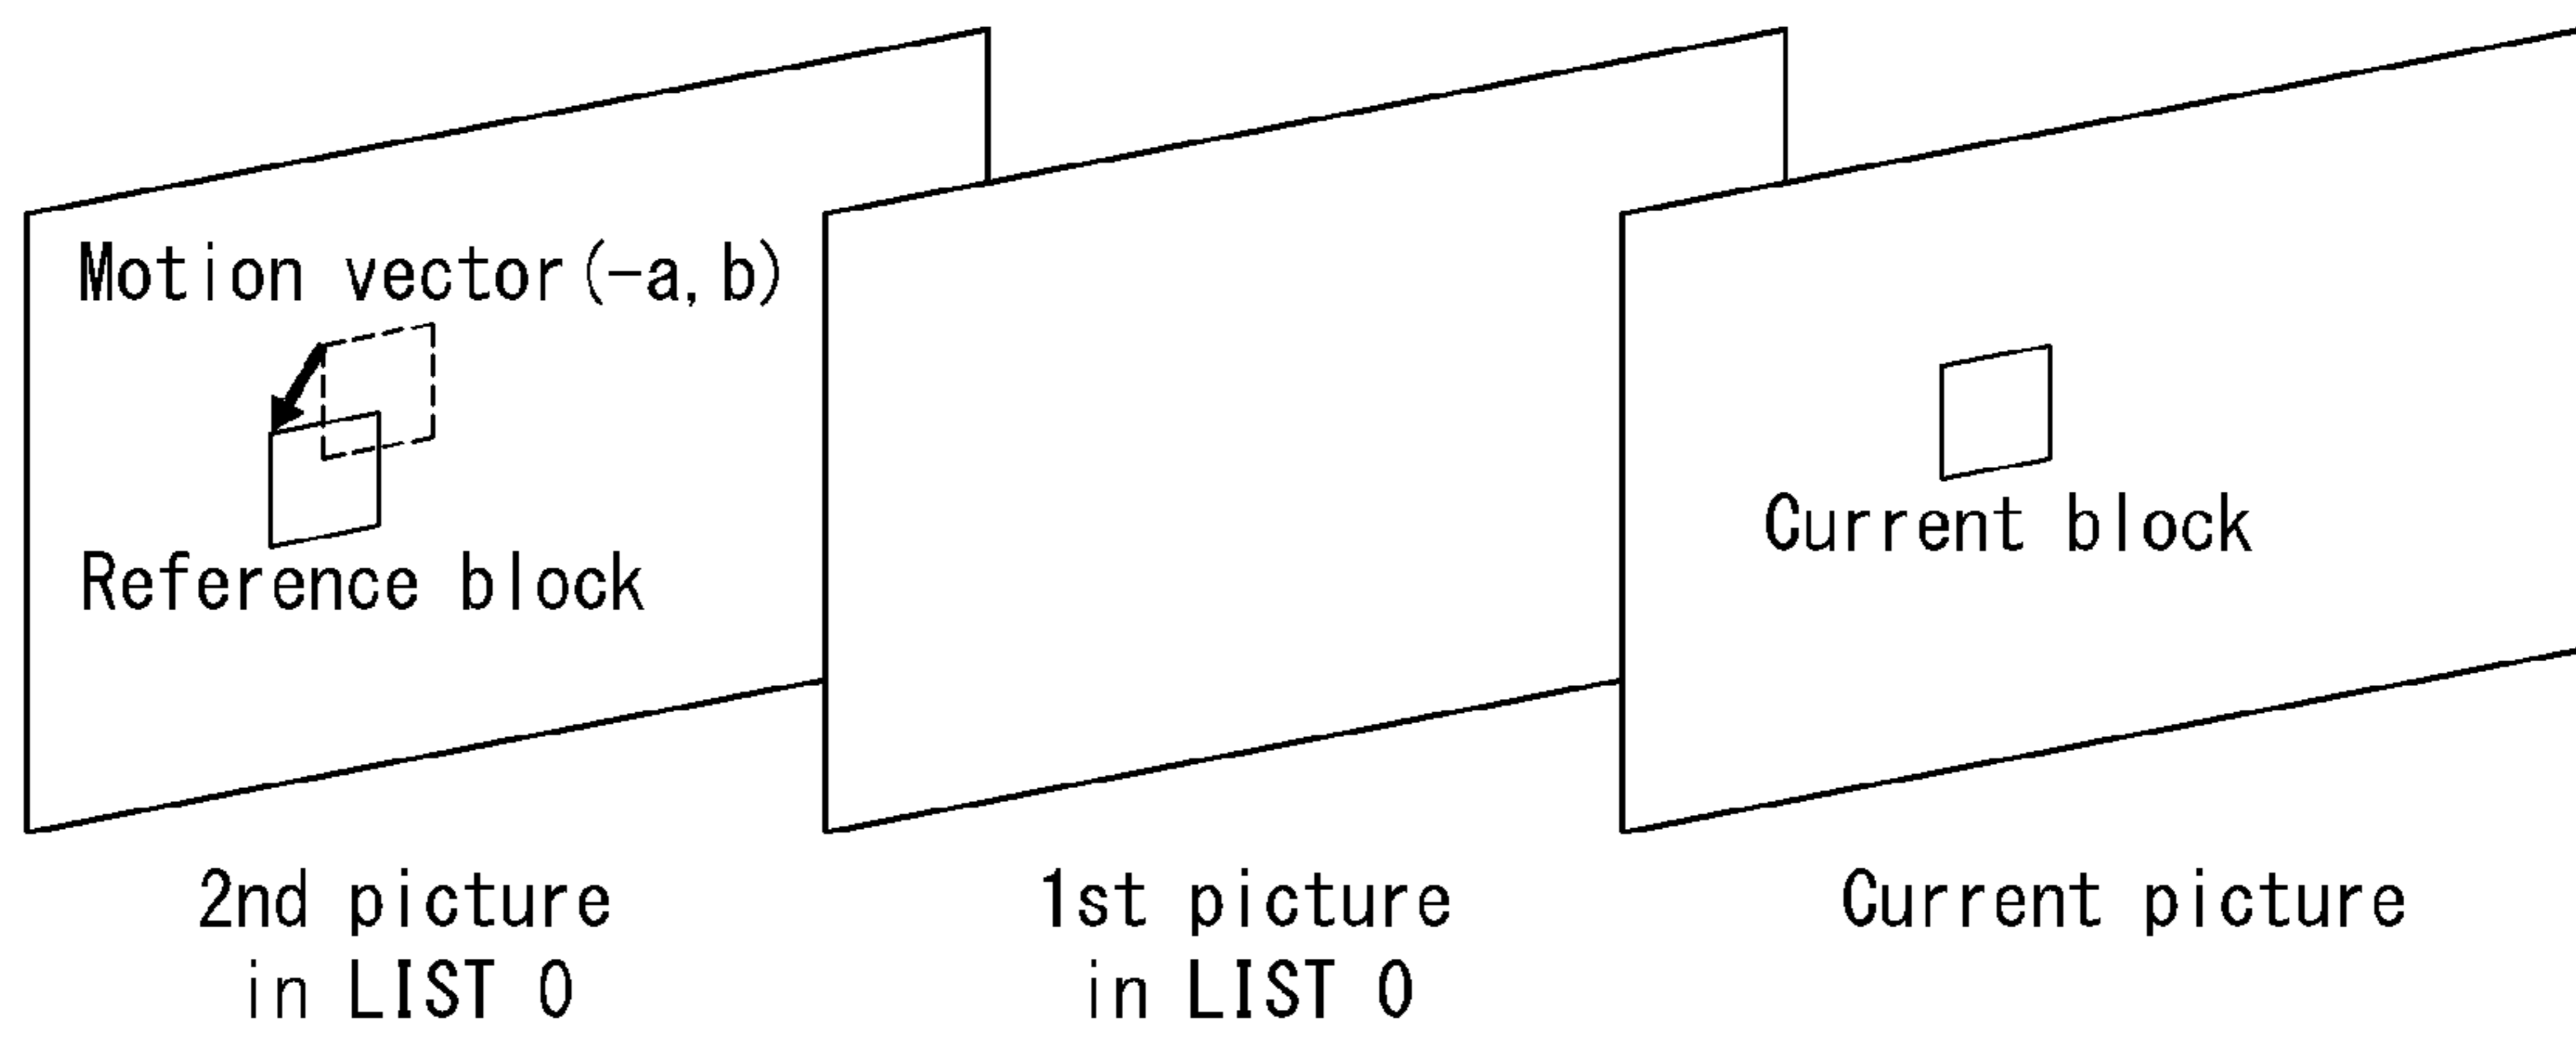 Motion vector(-a,b)
Reference block
Current block
2nd picture
in LIST 0
1st picture
in LIST 0
Current picture